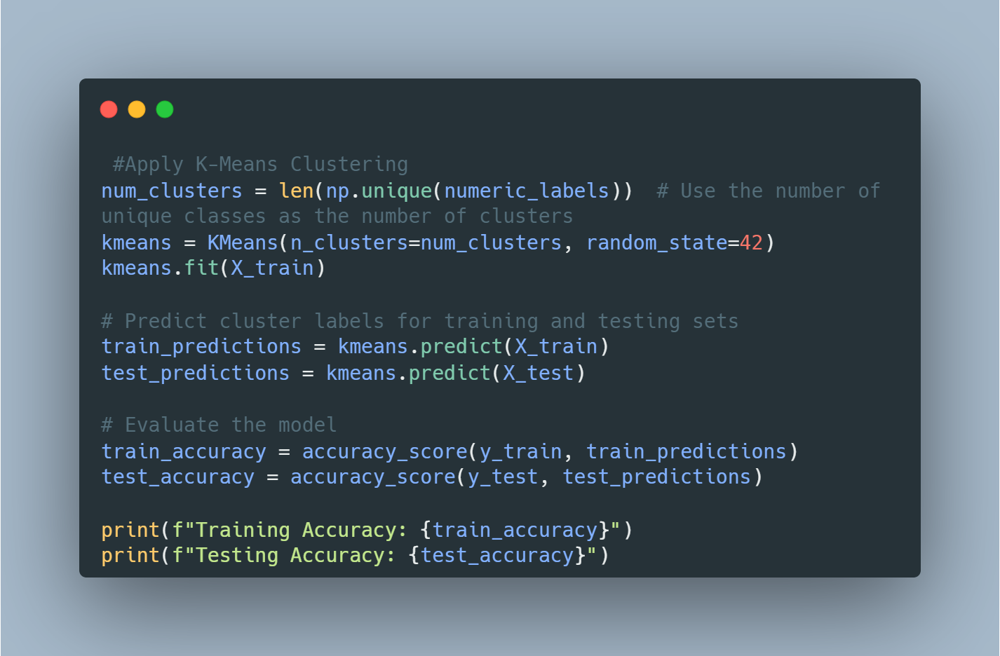 #Apply K-Means Clustering
num_clusters = len(np.unique(numeric_labels))  # Use the number of
unique classes as the number of clusters
kmeans = KMeans(n_clusters=num_clusters, random_state=42)
kmeans.fit(X_train)

# Predict cluster labels for training and testing sets
train_predictions = kmeans.predict(X_train)
test_predictions = kmeans.predict(X_test)

# Evaluate the model
train_accuracy = accuracy_score(y_train, train_predictions)
test_accuracy = accuracy_score(y_test, test_predictions)

print(f"Training Accuracy: {train_accuracy}")
print(f"Testing Accuracy: {test_accuracy}")